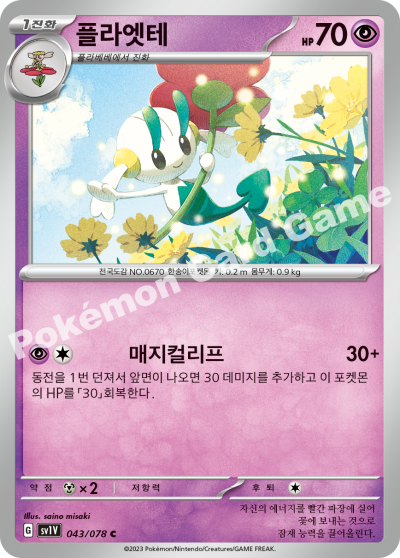 1진화
플라엣테
HP 70
플라베베에서 진화
전국도감 NO.0670 한송이포켓몬 키: 0.2 m 몸무게: 0.9 kg
Pokémon Card Game
매지컬리프 30+
동전을 1번 던져서 앞면이 나오면 30 데미지를 추가하고 이 포켓몬
의 HP를 「30」 회복한다.
약점 ×2 저항력 후퇴
Illus. saino misaki
G sv1V 043/078 C
자신의 에너지를 빨간 파장에 실어
꽃에 보내는 것으로
잠재 능력을 끌어올린다.
©2023 Pokémon/Nintendo/Creatures/GAME FREAK.